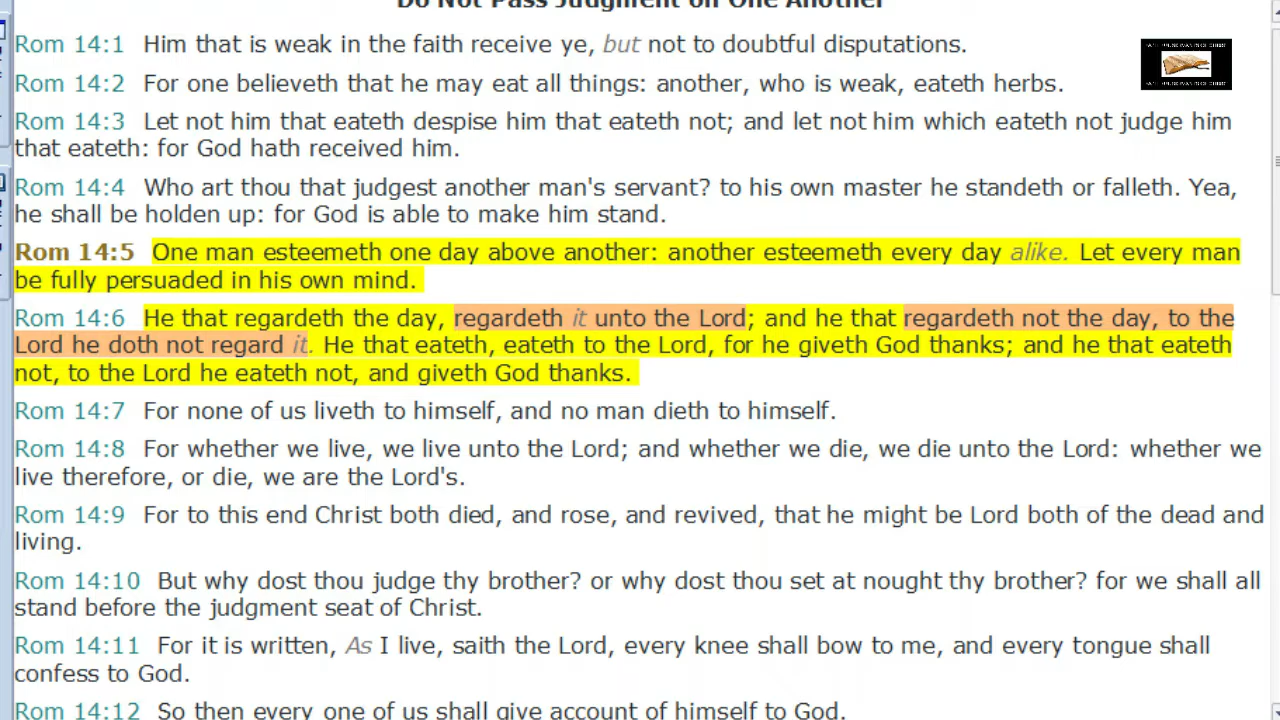 Do Not Pass Judgment on One Another
Rom 14:1 Him that is weak in the faith receive ye, but not to doubtful disputations.
Rom 14:2 For one believeth that he may eat all things: another, who is weak, eateth herbs.
Rom 14:3 Let not him that eateth despise him that eateth not; and let not him which eateth not judge him
that eateth: for God hath received him.
Rom 14:4 Who art thou that judgest another man's servant? to his own master he standeth or falleth. Yea,
he shall be holden up: for God is able to make him stand.
Rom 14:5 One man esteemeth one day above another: another esteemeth every day alike. Let every man
be fully persuaded in his own mind.
Rom 14:6 He that regardeth the day, regardeth it unto the Lord; and he that regardeth not the day, to the
Lord he doth not regard it. He that eateth, eateth to the Lord, for he giveth God thanks; and he that eateth
not, to the Lord he eateth not, and giveth God thanks.
Rom 14:7 For none of us liveth to himself, and no man dieth to himself.
Rom 14:8 For whether we live, we live unto the Lord; and whether we die, we die unto the Lord: whether we
live therefore, or die, we are the Lord's.
Rom 14:9 For to this end Christ both died, and rose, and revived, that he might be Lord both of the dead and
living.
Rom 14:10 But why dost thou judge thy brother? or why dost thou set at nought thy brother? for we shall all
stand before the judgment seat of Christ.
Rom 14:11 For it is written, As I live, saith the Lord, every knee shall bow to me, and every tongue shall
confess to God.
Rom 14:12 So then every one of us shall give account of himself to God.